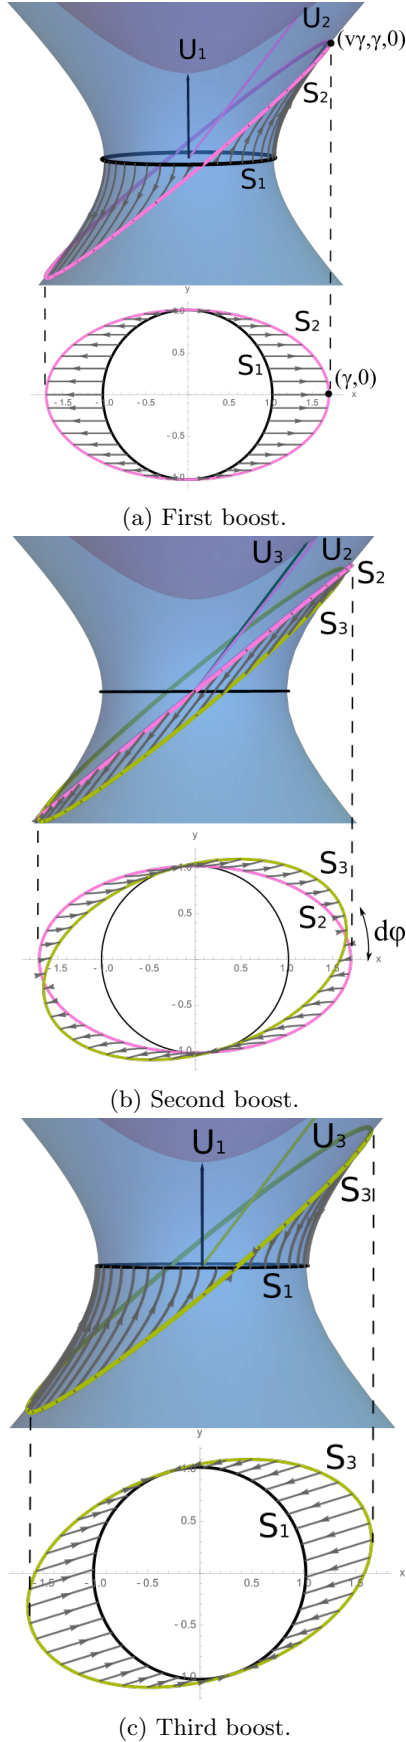 U2
(vγ,γ,0)
U1
S2
S1
y
1.0
S2
0.5
S1
(γ,0)
-1.5 -1.0 -0.5 0.5 1.0 1.5 x
-0.5
-1.0
(a) First boost.
U3 U2
S2
S3
y
1.0
S3
0.5
S2
dφ
-1.5 -1.0 -0.5 0.5 1.0 1.5 x
-0.5
-1.0
(b) Second boost.
U1 U3
S3
S1
y
S3
1.0
0.5
S1
-1.5 -1.0 -0.5 0.5 1.0 1.5 x
-0.5
-1.0
(c) Third boost.